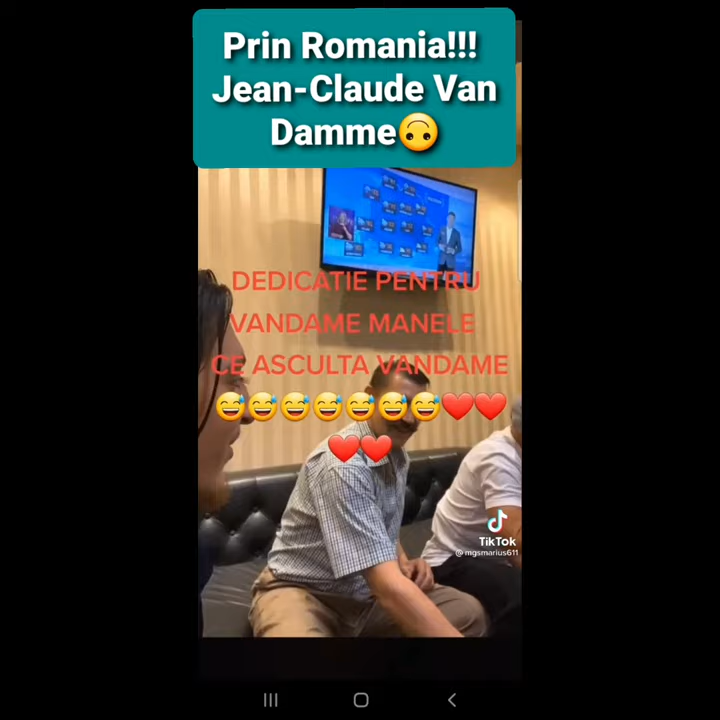 Prin Romania!!!
Jean-Claude Van
Damme🙃
DEDICATIE PENTRU
VANDAME MANELE
CE ASCULTA VANDAME
😅😅😅😅😅😅😅❤️❤️
❤️❤️
TikTok
@mgsmarius611